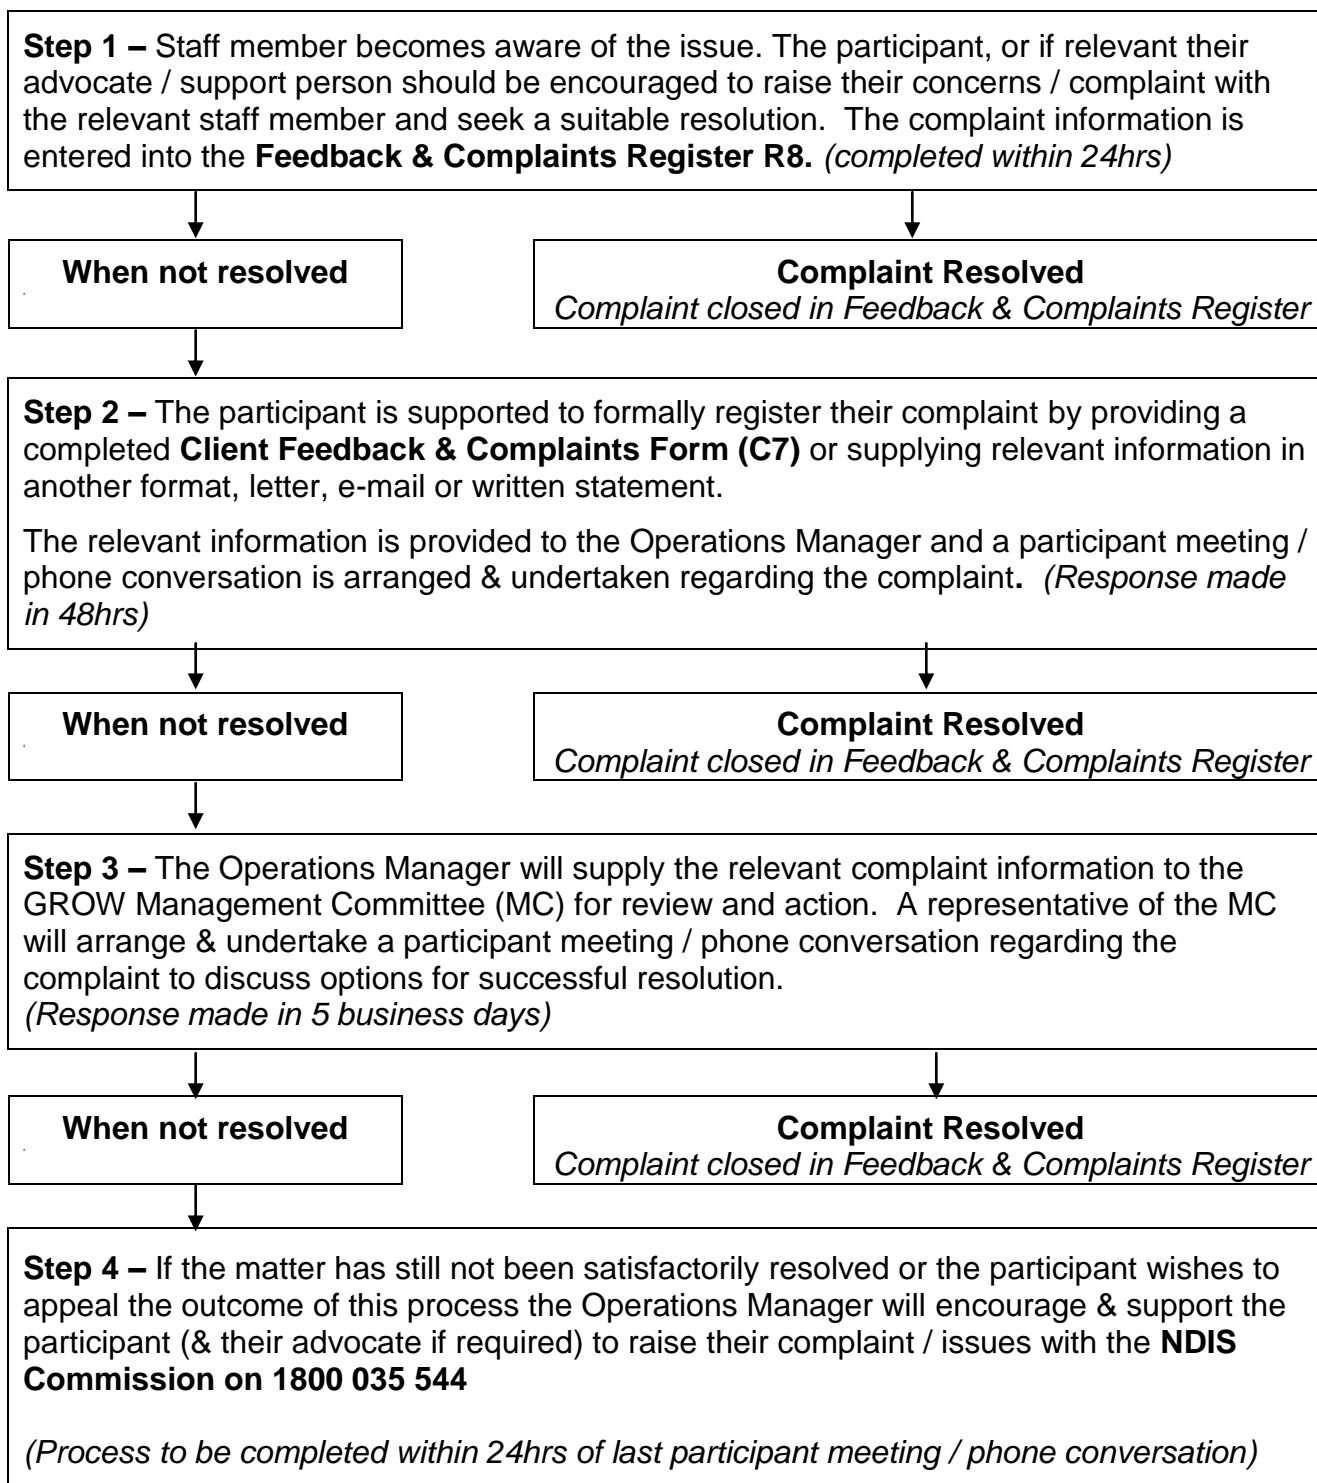 Step 1 – Staff member becomes aware of the issue. The participant, or if relevant their
advocate / support person should be encouraged to raise their concerns / complaint with
the relevant staff member and seek a suitable resolution.  The complaint information is
entered into the Feedback & Complaints Register R8. (completed within 24hrs)
When not resolved
Complaint Resolved
Complaint closed in Feedback & Complaints Register
Step 2 – The participant is supported to formally register their complaint by providing a
completed Client Feedback & Complaints Form (C7) or supplying relevant information in
another format, letter, e-mail or written statement.
The relevant information is provided to the Operations Manager and a participant meeting /
phone conversation is arranged & undertaken regarding the complaint.  (Response made
in 48hrs)
When not resolved
Complaint Resolved
Complaint closed in Feedback & Complaints Register
Step 3 – The Operations Manager will supply the relevant complaint information to the
GROW Management Committee (MC) for review and action.  A representative of the MC
will arrange & undertake a participant meeting / phone conversation regarding the
complaint to discuss options for successful resolution.
(Response made in 5 business days)
When not resolved
Complaint Resolved
Complaint closed in Feedback & Complaints Register
Step 4 – If the matter has still not been satisfactorily resolved or the participant wishes to
appeal the outcome of this process the Operations Manager will encourage & support the
participant (& their advocate if required) to raise their complaint / issues with the NDIS
Commission on 1800 035 544
(Process to be completed within 24hrs of last participant meeting / phone conversation)